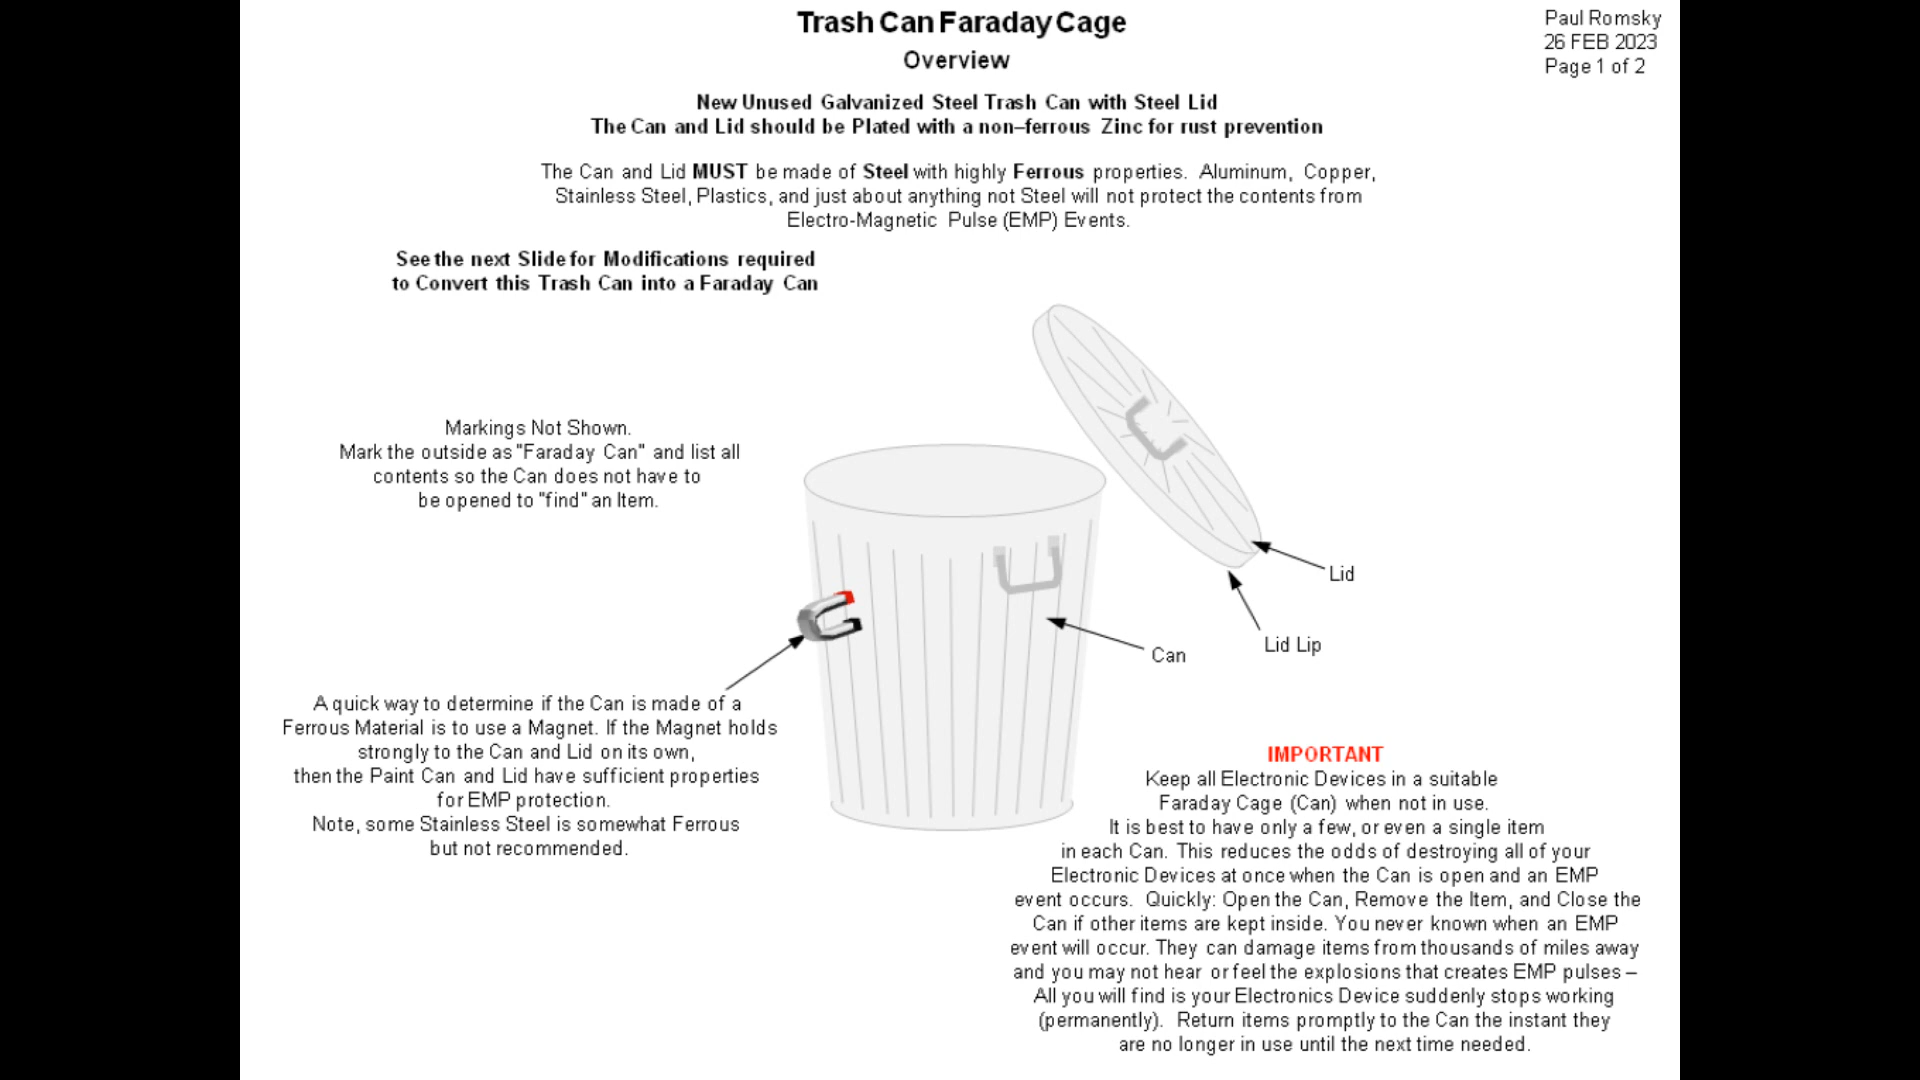 Trash Can Faraday Cage
Overview
Paul Romsky
26 FEB 2023
Page 1 of 2
New Unused Galvanized Steel Trash Can with Steel Lid
The Can and Lid should be Plated with a non–ferrous Zinc for rust prevention
The Can and Lid MUST be made of Steel with highly Ferrous properties. Aluminum, Copper,
Stainless Steel, Plastics, and just about anything not Steel will not protect the contents from
Electro-Magnetic Pulse (EMP) Events.
See the next Slide for Modifications required
to Convert this Trash Can into a Faraday Can
Markings Not Shown.
Mark the outside as "Faraday Can" and list all
contents so the Can does not have to
be opened to "find" an Item.
Lid
Lid Lip
Can
A quick way to determine if the Can is made of a
Ferrous Material is to use a Magnet. If the Magnet holds
strongly to the Can and Lid on its own,
then the Paint Can and Lid have sufficient properties
for EMP protection.
Note, some Stainless Steel is somewhat Ferrous
but not recommended.
IMPORTANT
Keep all Electronic Devices in a suitable
Faraday Cage (Can) when not in use.
It is best to have only a few, or even a single item
in each Can. This reduces the odds of destroying all of your
Electronic Devices at once when the Can is open and an EMP
event occurs. Quickly: Open the Can, Remove the Item, and Close the
Can if other items are kept inside. You never known when an EMP
event will occur. They can damage items from thousands of miles away
and you may not hear or feel the explosions that creates EMP pulses –
All you will find is your Electronics Device suddenly stops working
(permanently). Return items promptly to the Can the instant they
are no longer in use until the next time needed.